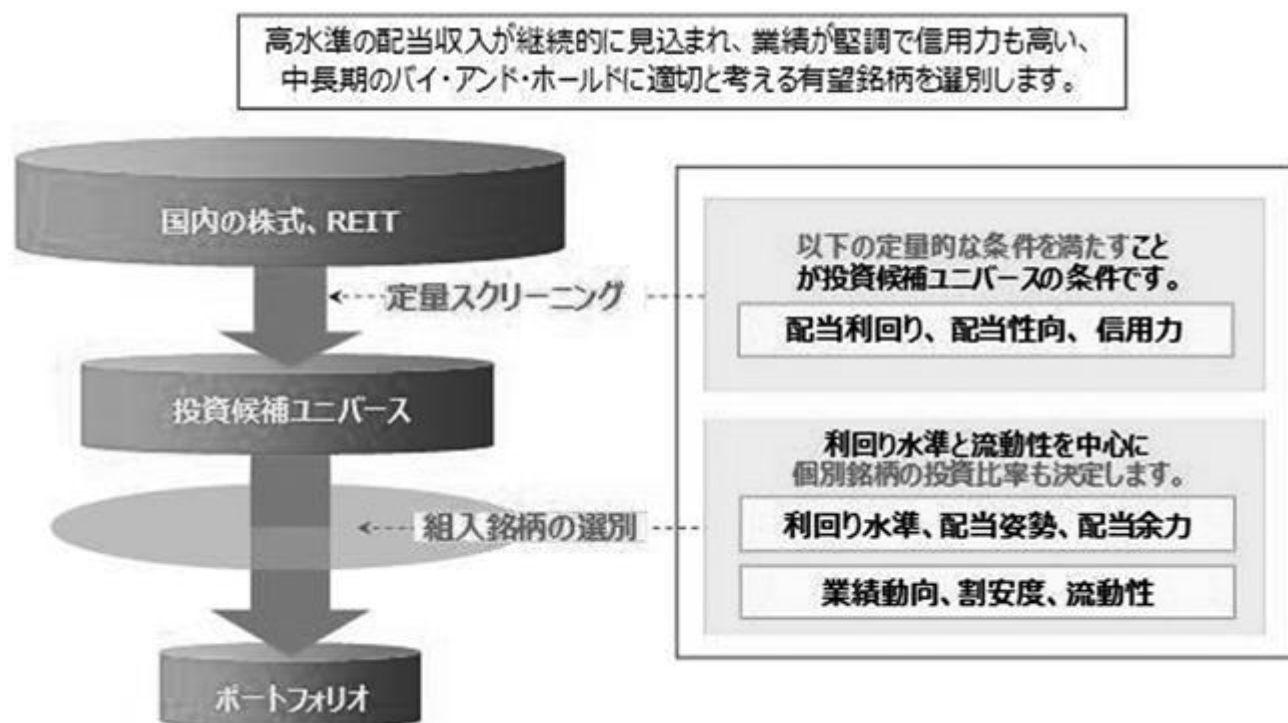 高水準の配当収入が継続的に見込まれ、業績が堅調で信用力も高い、
中長期のバイ・アンド・ホールドに適切と考える有望銘柄を選別します。
国内の株式、REIT
定量スクリーニング
以下の定量的な条件を満たすこと
が投資候補ユニバースの条件です。
配当利回り、配当性向、信用力
投資候補ユニバース
利回り水準と流動性を中心に
個別銘柄の投資比率も決定します。
組入銘柄の選別
利回り水準、配当姿勢、配当余力
業績動向、割安度、流動性
ポートフォリオ